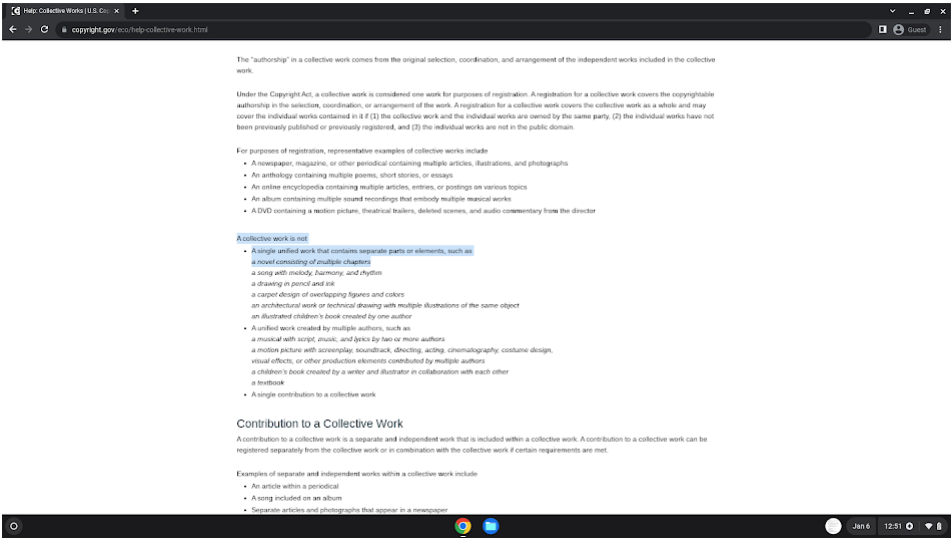 Help: Collective Works | U.S. Cop
copyright.gov/eco/help-collective-work.html
Guest
The "authorship" in a collective work comes from the original selection, coordination, and arrangement of the independent works included in the collective
work.
Under the Copyright Act, a collective work is considered one work for purposes of registration. A registration for a collective work covers the copyrightable
authorship in the selection, coordination, or arrangement of the work. A registration for a collective work covers the collective work as a whole and may
cover the individual works contained in it if (1) the collective work and the individual works are owned by the same party, (2) the individual works have not
been previously published or previously registered, and (3) the individual works are not in the public domain.
For purposes of registration, representative examples of collective works include
• A newspaper, magazine, or other periodical containing multiple articles, illustrations, and photographs
• An anthology containing multiple poems, short stories, or essays
• An online encyclopedia containing multiple articles, entries, or postings on various topics
• An album containing multiple sound recordings that embody multiple musical works
• A DVD containing a motion picture, theatrical trailers, deleted scenes, and audio commentary from the director
A collective work is not
• A single unified work that contains separate parts or elements, such as
a novel consisting of multiple chapters
a song with melody, harmony, and rhythm
a drawing in pencil and ink
a carpet design of overlapping figures and colors
an architectural work or technical drawing with multiple illustrations of the same object
an illustrated children's book created by one author
• A unified work created by multiple authors, such as
a musical with script, music, and lyrics by two or more authors
a motion picture with screenplay, soundtrack, directing, acting, cinematography, costume design,
visual effects, or other production elements contributed by multiple authors
a children's book created by a writer and illustrator in collaboration with each other
a textbook
• A single contribution to a collective work
Contribution to a Collective Work
A contribution to a collective work is a separate and independent work that is included within a collective work. A contribution to a collective work can be
registered separately from the collective work or in combination with the collective work if certain requirements are met.
Examples of separate and independent works within a collective work include
• An article within a periodical
• A song included on an album
• Separate articles and photographs that appear in a newspaper
Jan 6
12:51